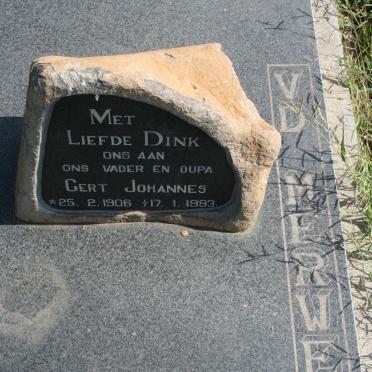 Met
Liefde Dink
ons aan
ons vader en oupa
Gert Johannes
*25. 2. 1906 †17. 1. 1993
VD MERWE